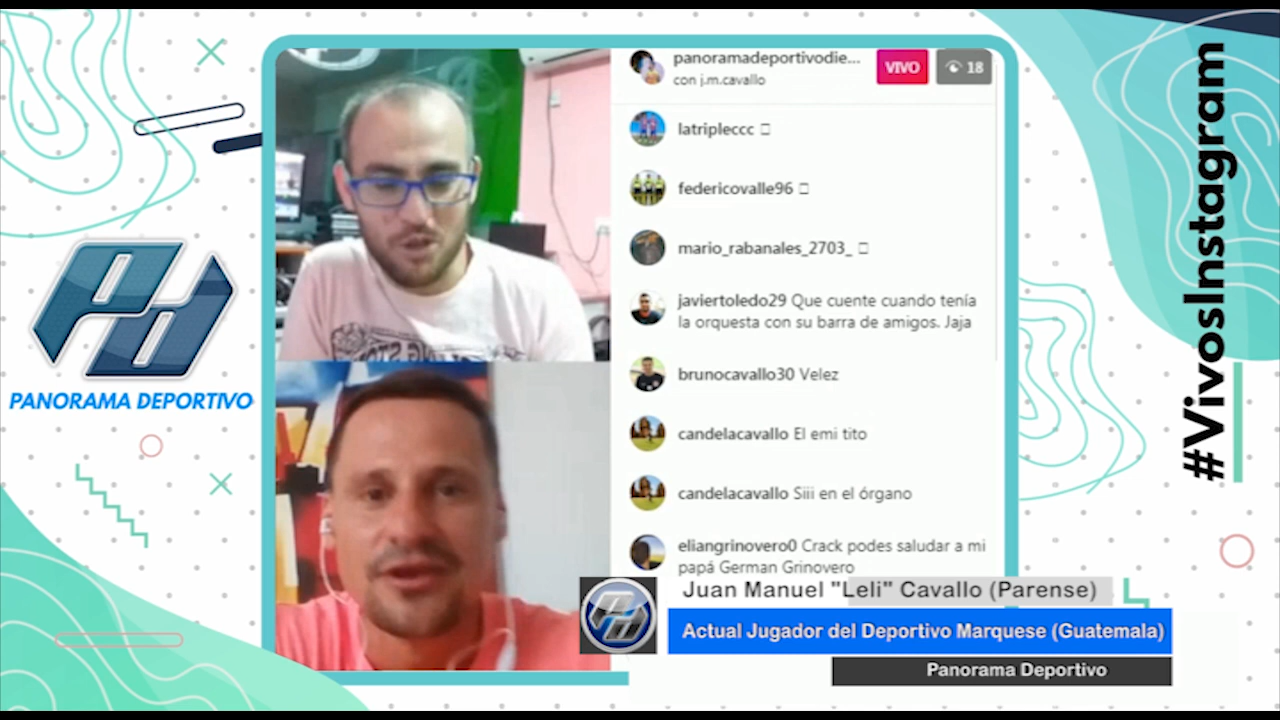 PD
PANORAMA DEPORTIVO
panoramadeportivodie...
con j.m.cavallo
VIVO
18
latripleccc
federicovalle96
mario_rabanales_2703_
javiertoledo29 Que cuente cuando tenía
la orquesta con su barra de amigos. Jaja
brunocavallo30 Velez
candelacavallo El emi tito
candelacavallo Siii en el órgano
eliangrinovero0 Crack podes saludar a mi
papá German Grinovero
PD
Juan Manuel "Leli" Cavallo (Parense)
Actual Jugador del Deportivo Marquese (Guatemala)
Panorama Deportivo
#VivosInstagram